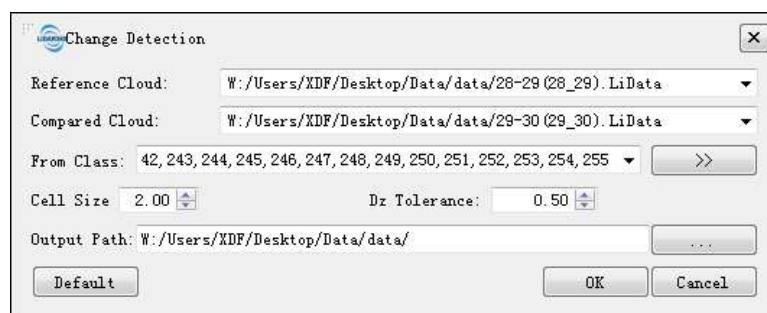 Change Detection
Reference Cloud: W:/Users/XDF/Desktop/Data/data/28-29(28_29).LiData
Compared Cloud: W:/Users/XDF/Desktop/Data/data/29-30(29_30).LiData
From Class: 42, 243, 244, 245, 246, 247, 248, 249, 250, 251, 252, 253, 254, 255 >>
Cell Size 2.00 Dz Tolerance: 0.50
Output Path: W:/Users/XDF/Desktop/Data/data/ ...
Default OK Cancel